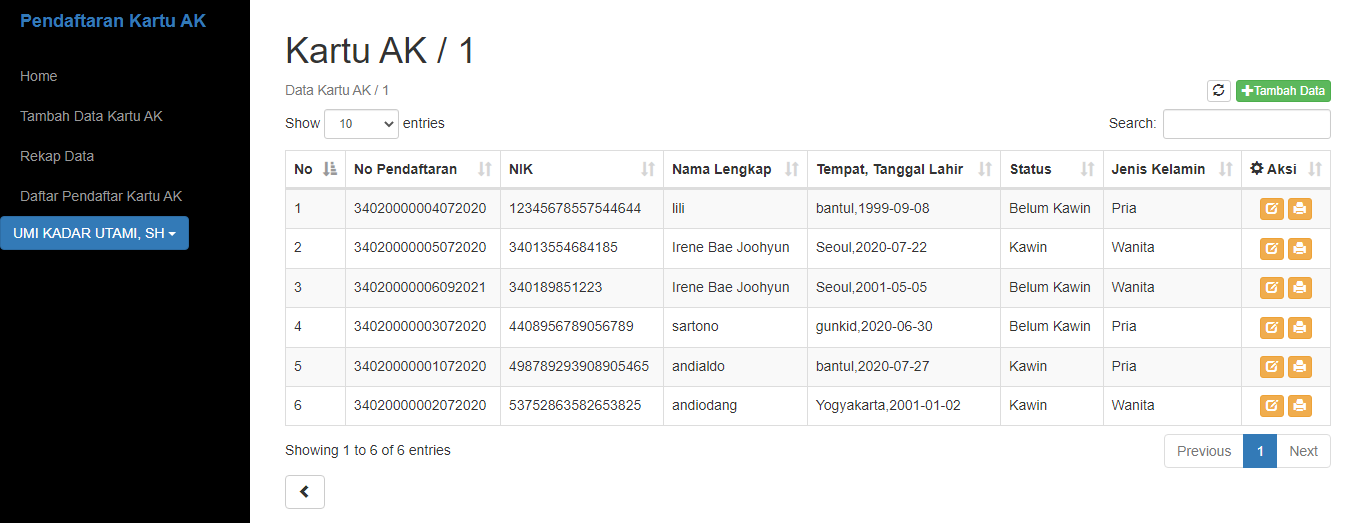 Pendaftaran Kartu AK
Home
Tambah Data Kartu AK
Rekap Data
Daftar Pendaftar Kartu AK
UMI KADAR UTAMI, SH
Kartu AK / 1
Data Kartu AK / 1
Tambah Data
Show 10 entries
Search:
No No Pendaftaran NIK Nama Lengkap Tempat, Tanggal Lahir Status Jenis Kelamin Aksi
1 34020000004072020 12345678557544644 lili bantul,1999-09-08 Belum Kawin Pria
2 34020000005072020 34013554684185 Irene Bae Joohyun Seoul,2020-07-22 Kawin Wanita
3 34020000006092021 340189851223 Irene Bae Joohyun Seoul,2001-05-05 Belum Kawin Wanita
4 34020000003072020 4408956789056789 sartono gunkid,2020-06-30 Belum Kawin Pria
5 34020000001072020 498789293908905465 andialdo bantul,2020-07-27 Kawin Pria
6 34020000002072020 53752863582653825 andiodang Yogyakarta,2001-01-02 Kawin Wanita
Showing 1 to 6 of 6 entries
Previous 1 Next